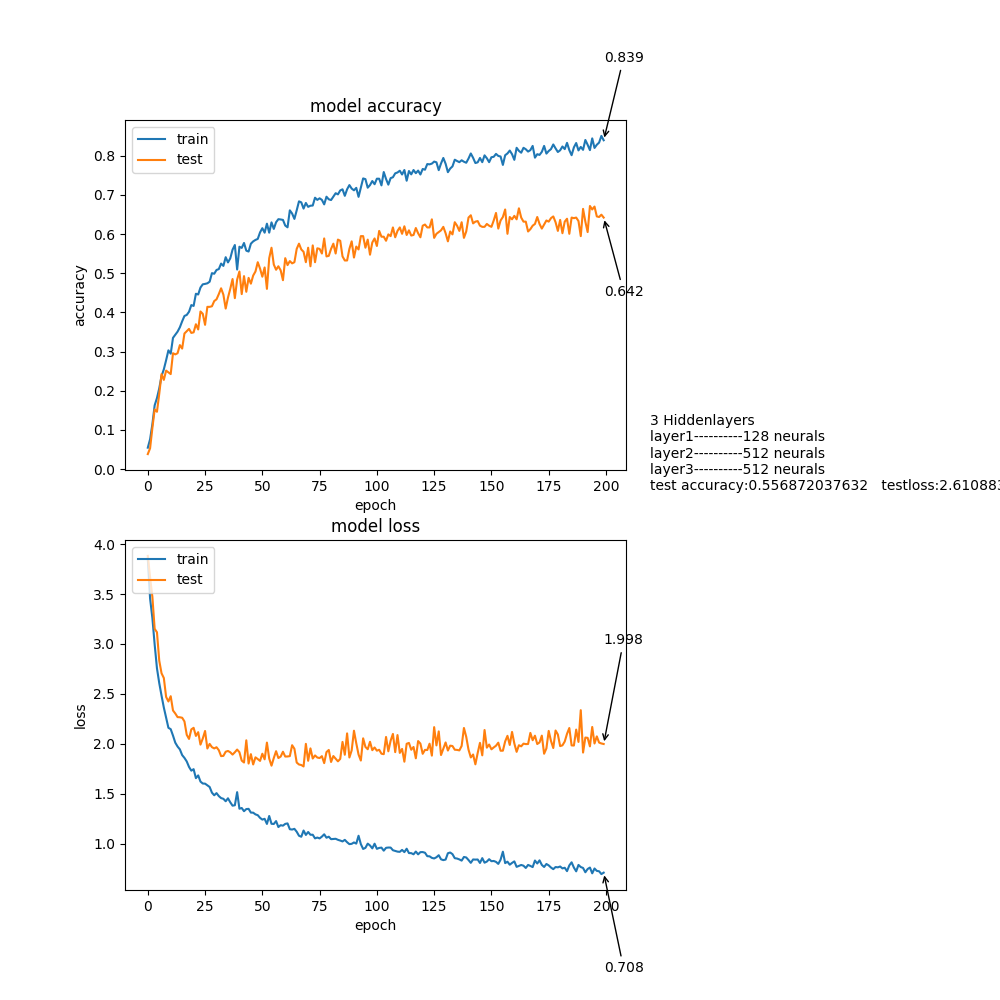 0.839
model accuracy
train
test
0.8
0.7
0.6
0.5
0.4
0.3
0.2
0.1
0.0
accuracy
0.642
0 25 50 75 100 125 150 175 200
epoch
3 Hiddenlayers
layer1----------128 neurals
layer2----------512 neurals
layer3----------512 neurals
test accuracy:0.556872037632 testloss:2.610883
model loss
train
test
4.0
3.5
3.0
2.5
2.0
1.5
1.0
loss
1.998
0 25 50 75 100 125 150 175 200
epoch
0.708